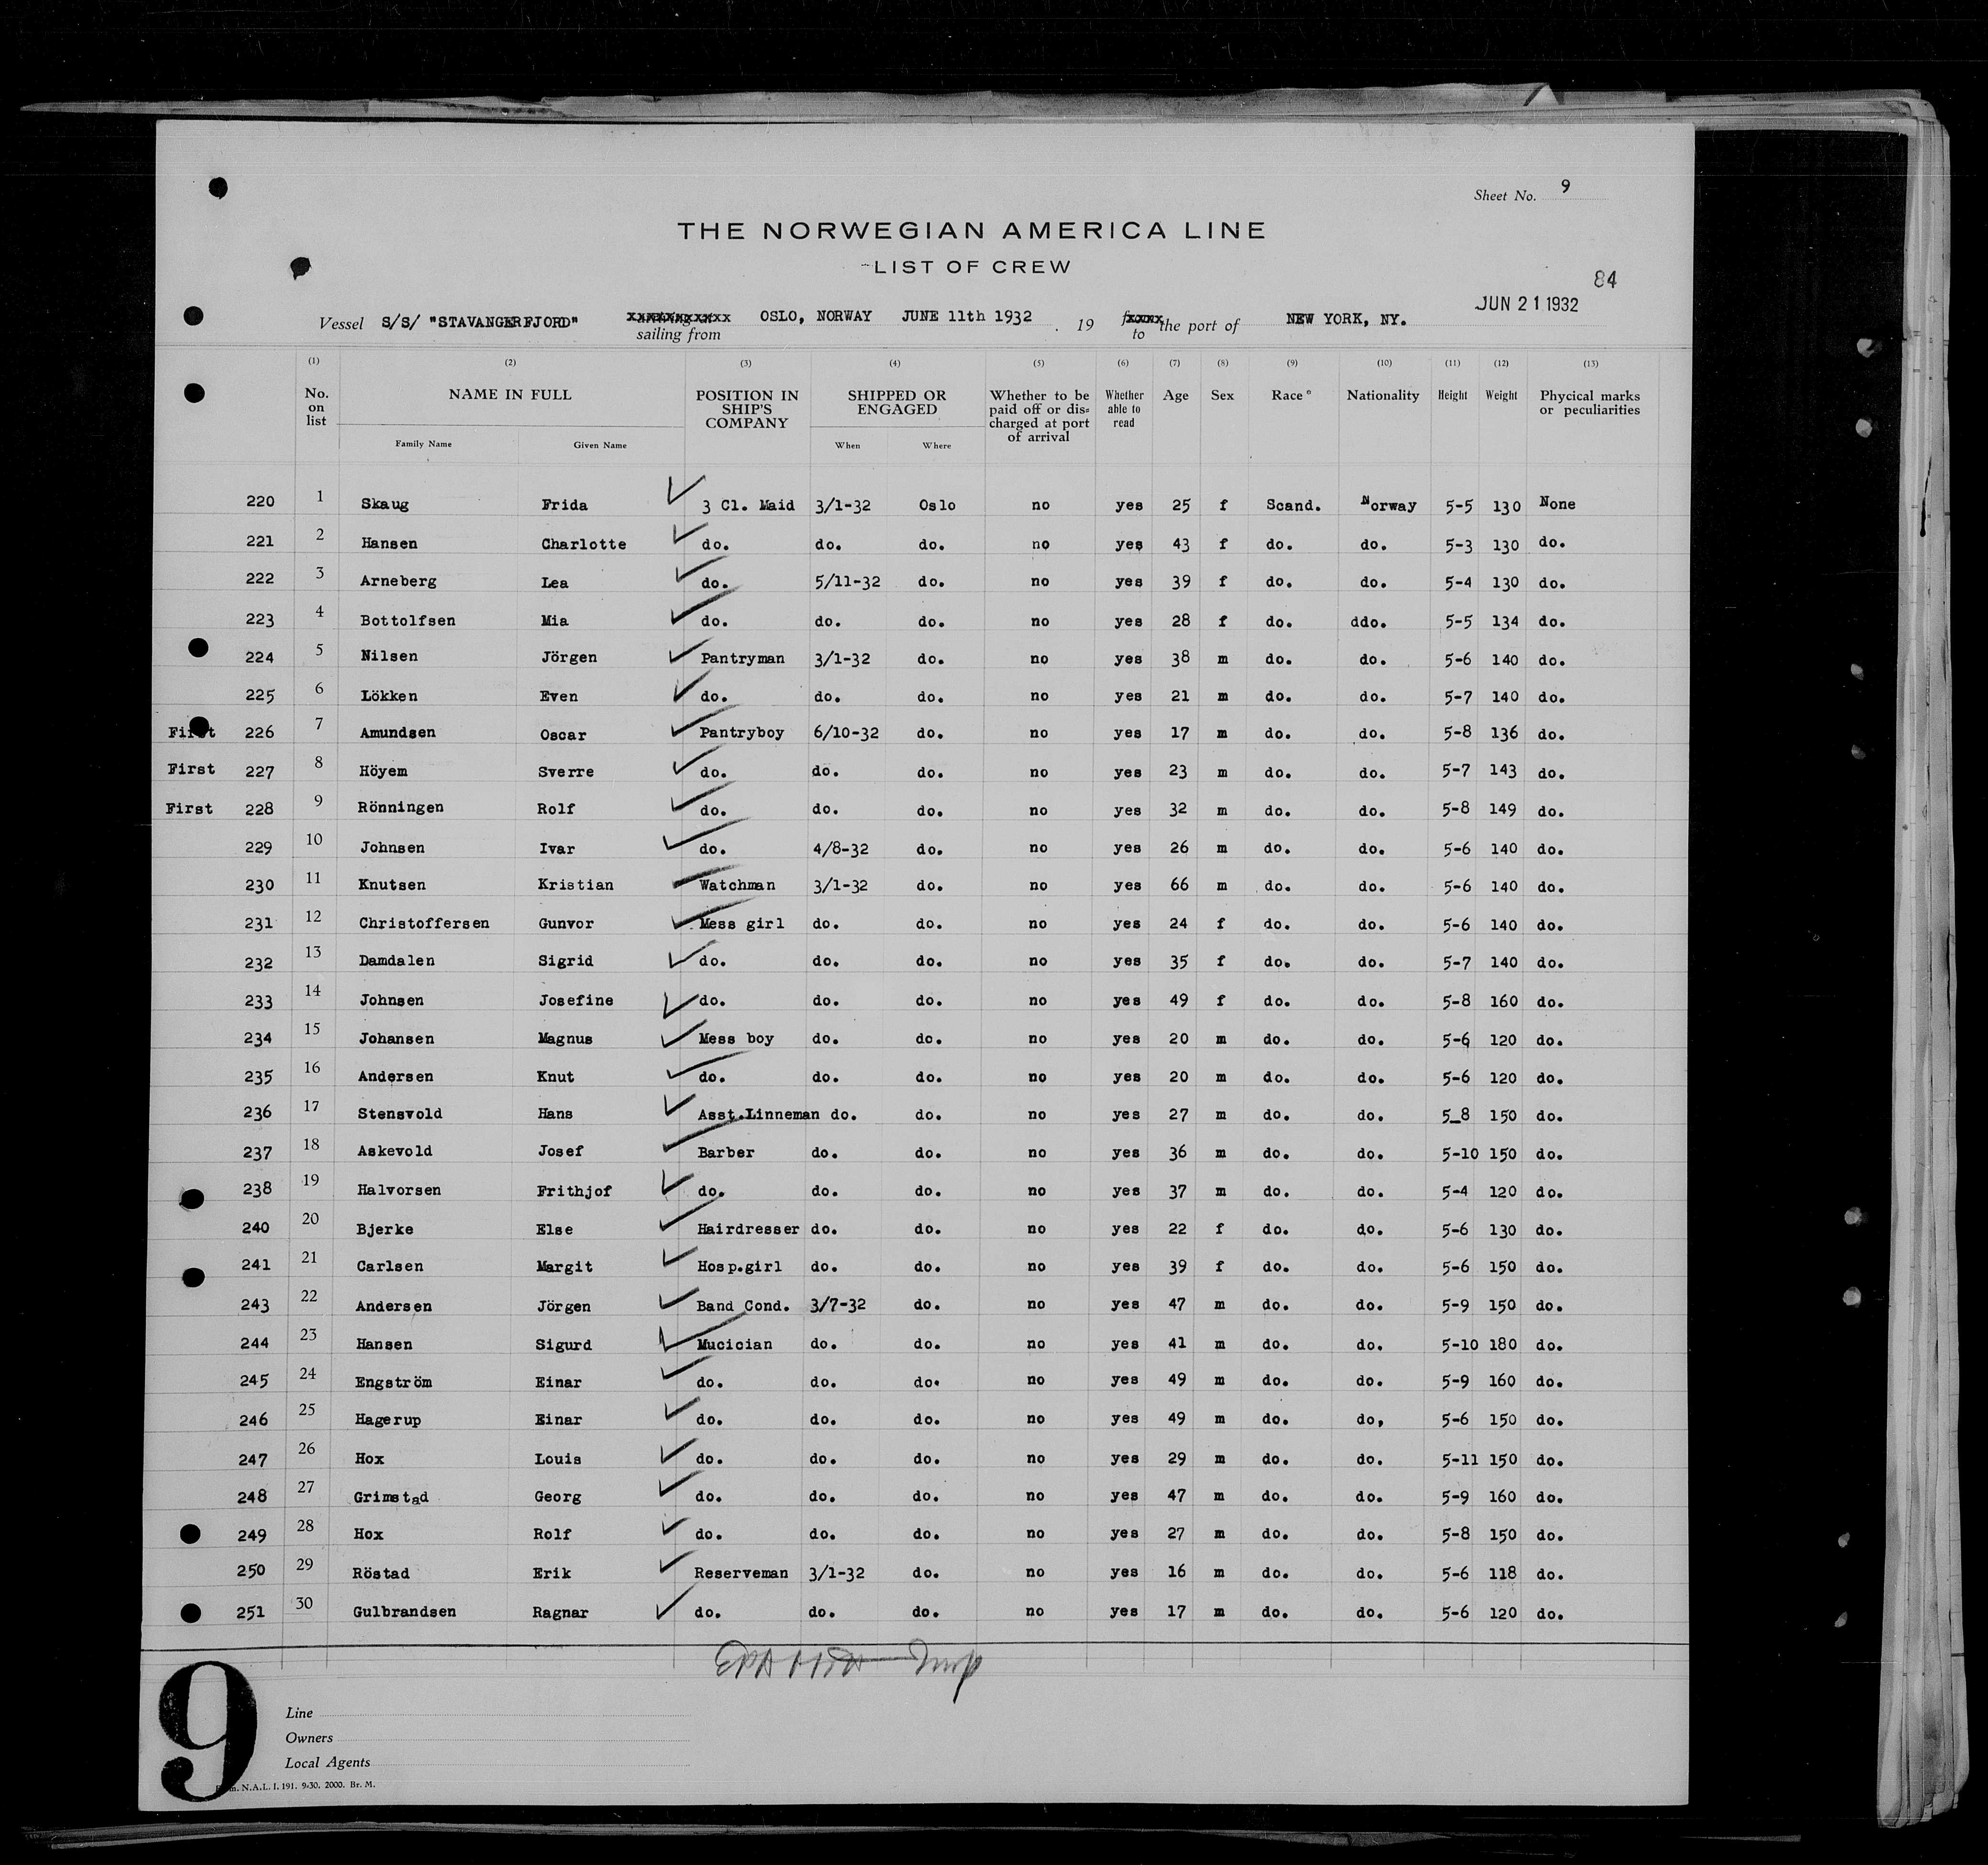 Sheet No. 9
THE NORWEGIAN AMERICA LINE
LIST OF CREW
84
JUN 21 1932
Vessel S/S/ "STAVANGERFJORD" sailing from OSLO, NORWAY JUNE 11th 1932 . 19 to the port of NEW YORK, NY.
(1) (2) (3) (4) (5) (6) (7) (8) (9) (10) (11) (12) (13)
No. on list NAME IN FULL POSITION IN SHIP'S COMPANY SHIPPED OR ENGAGED Whether to be paid off or dis=charged at port of arrival Whether able to read Age Sex Race* Nationality Height Weight Physical marks or peculiarities
Family Name Given Name When Where
220 1 Skaug Frida 3 Cl. Maid 3/1-32 Oslo no yes 25 f Scand. Norway 5-5 130 None
221 2 Hansen Charlotte do. do. do. no yes 43 f do. do. 5-3 130 do.
222 3 Arneberg Lea do. 5/11-32 do. no yes 39 f do. do. 5-4 130 do.
223 4 Bottolfsen Mia do. do. do. no yes 28 f do. ddo. 5-5 134 do.
224 5 Nilsen Jörgen Pantryman 3/1-32 do. no yes 38 m do. do. 5-6 140 do.
225 6 Lökken Even do. do. do. no yes 21 m do. do. 5-7 140 do.
First 226 7 Amundsen Oscar Pantryboy 6/10-32 do. no yes 17 m do. do. 5-8 136 do.
First 227 8 Höyem Sverre do. do. do. no yes 23 m do. do. 5-7 143 do.
First 228 9 Rönningen Rolf do. do. do. no yes 32 m do. do. 5-8 149 do.
229 10 Johnsen Ivar do. 4/8-32 do. no yes 26 m do. do. 5-6 140 do.
230 11 Knutsen Kristian Watchman 3/1-32 do. no yes 66 m do. do. 5-6 140 do.
231 12 Christoffersen Gunvor Mess girl do. do. no yes 24 f do. do. 5-6 140 do.
232 13 Damdalen Sigrid do. do. do. no yes 35 f do. do. 5-7 140 do.
233 14 Johnsen Josefine do. do. do. no yes 49 f do. do. 5-8 160 do.
234 15 Johansen Magnus Mess boy do. do. no yes 20 m do. do. 5-6 120 do.
235 16 Andersen Knut do. do. do. no yes 20 m do. do. 5-6 120 do.
236 17 Stensvold Hans Asst.Linneman do. do. no yes 27 m do. do. 5_8 150 do.
237 18 Askevold Josef Barber do. do. no yes 36 m do. do. 5-10 150 do.
238 19 Halvorsen Frithjof do. do. do. no yes 37 m do. do. 5-4 120 do.
240 20 Bjerke Else Hairdresser do. do. no yes 22 f do. do. 5-6 130 do.
241 21 Carlsen Margit Hosp.girl do. do. no yes 39 f do. do. 5-6 150 do.
243 22 Andersen Jörgen Band Cond. 3/7-32 do. no yes 47 m do. do. 5-9 150 do.
244 23 Hansen Sigurd Mucician do. do. no yes 41 m do. do. 5-10 180 do.
245 24 Engström Einar do. do. do. no yes 49 m do. do. 5-9 160 do.
246 25 Hagerup Einar do. do. do. no yes 49 m do. do, 5-6 150 do.
247 26 Hox Louis do. do. do. no yes 29 m do. do. 5-11 150 do.
248 27 Grimstad Georg do. do. do. no yes 47 m do. do. 5-9 160 do.
249 28 Hox Rolf do. do. do. no yes 27 m do. do. 5-8 150 do.
250 29 Röstad Erik Reserveman 3/1-32 do. no yes 16 m do. do. 5-6 118 do.
251 30 Gulbrandsen Ragnar do. do. do. no yes 17 m do. do. 5-6 120 do.
9
Line
Owners
Local Agents
N.A.L. I. 191. 9-30. 2000. Br. M.